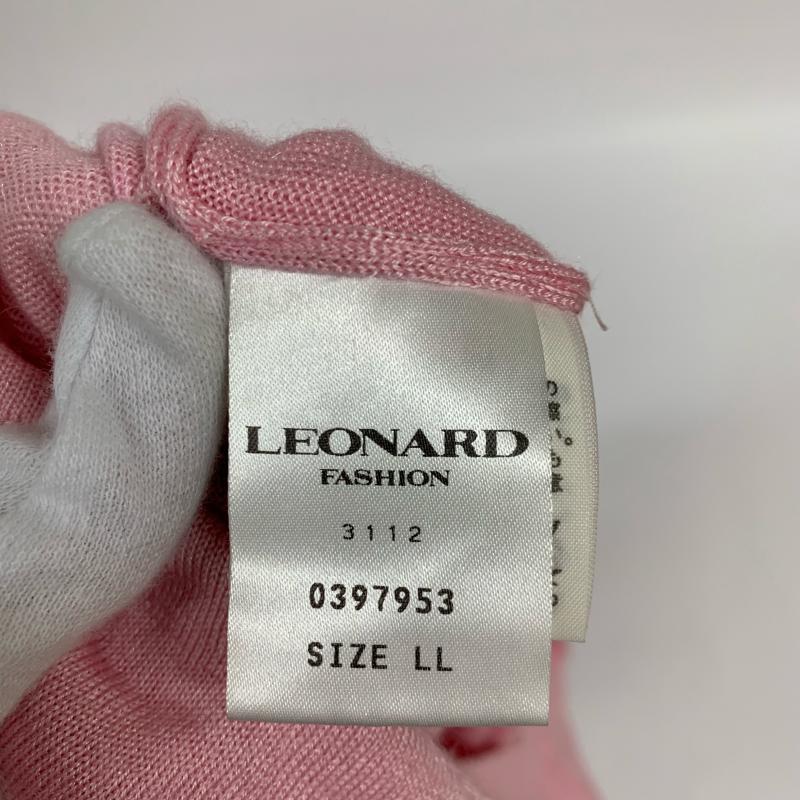 LEONARD
FASHION
3112
0397953
SIZE LL